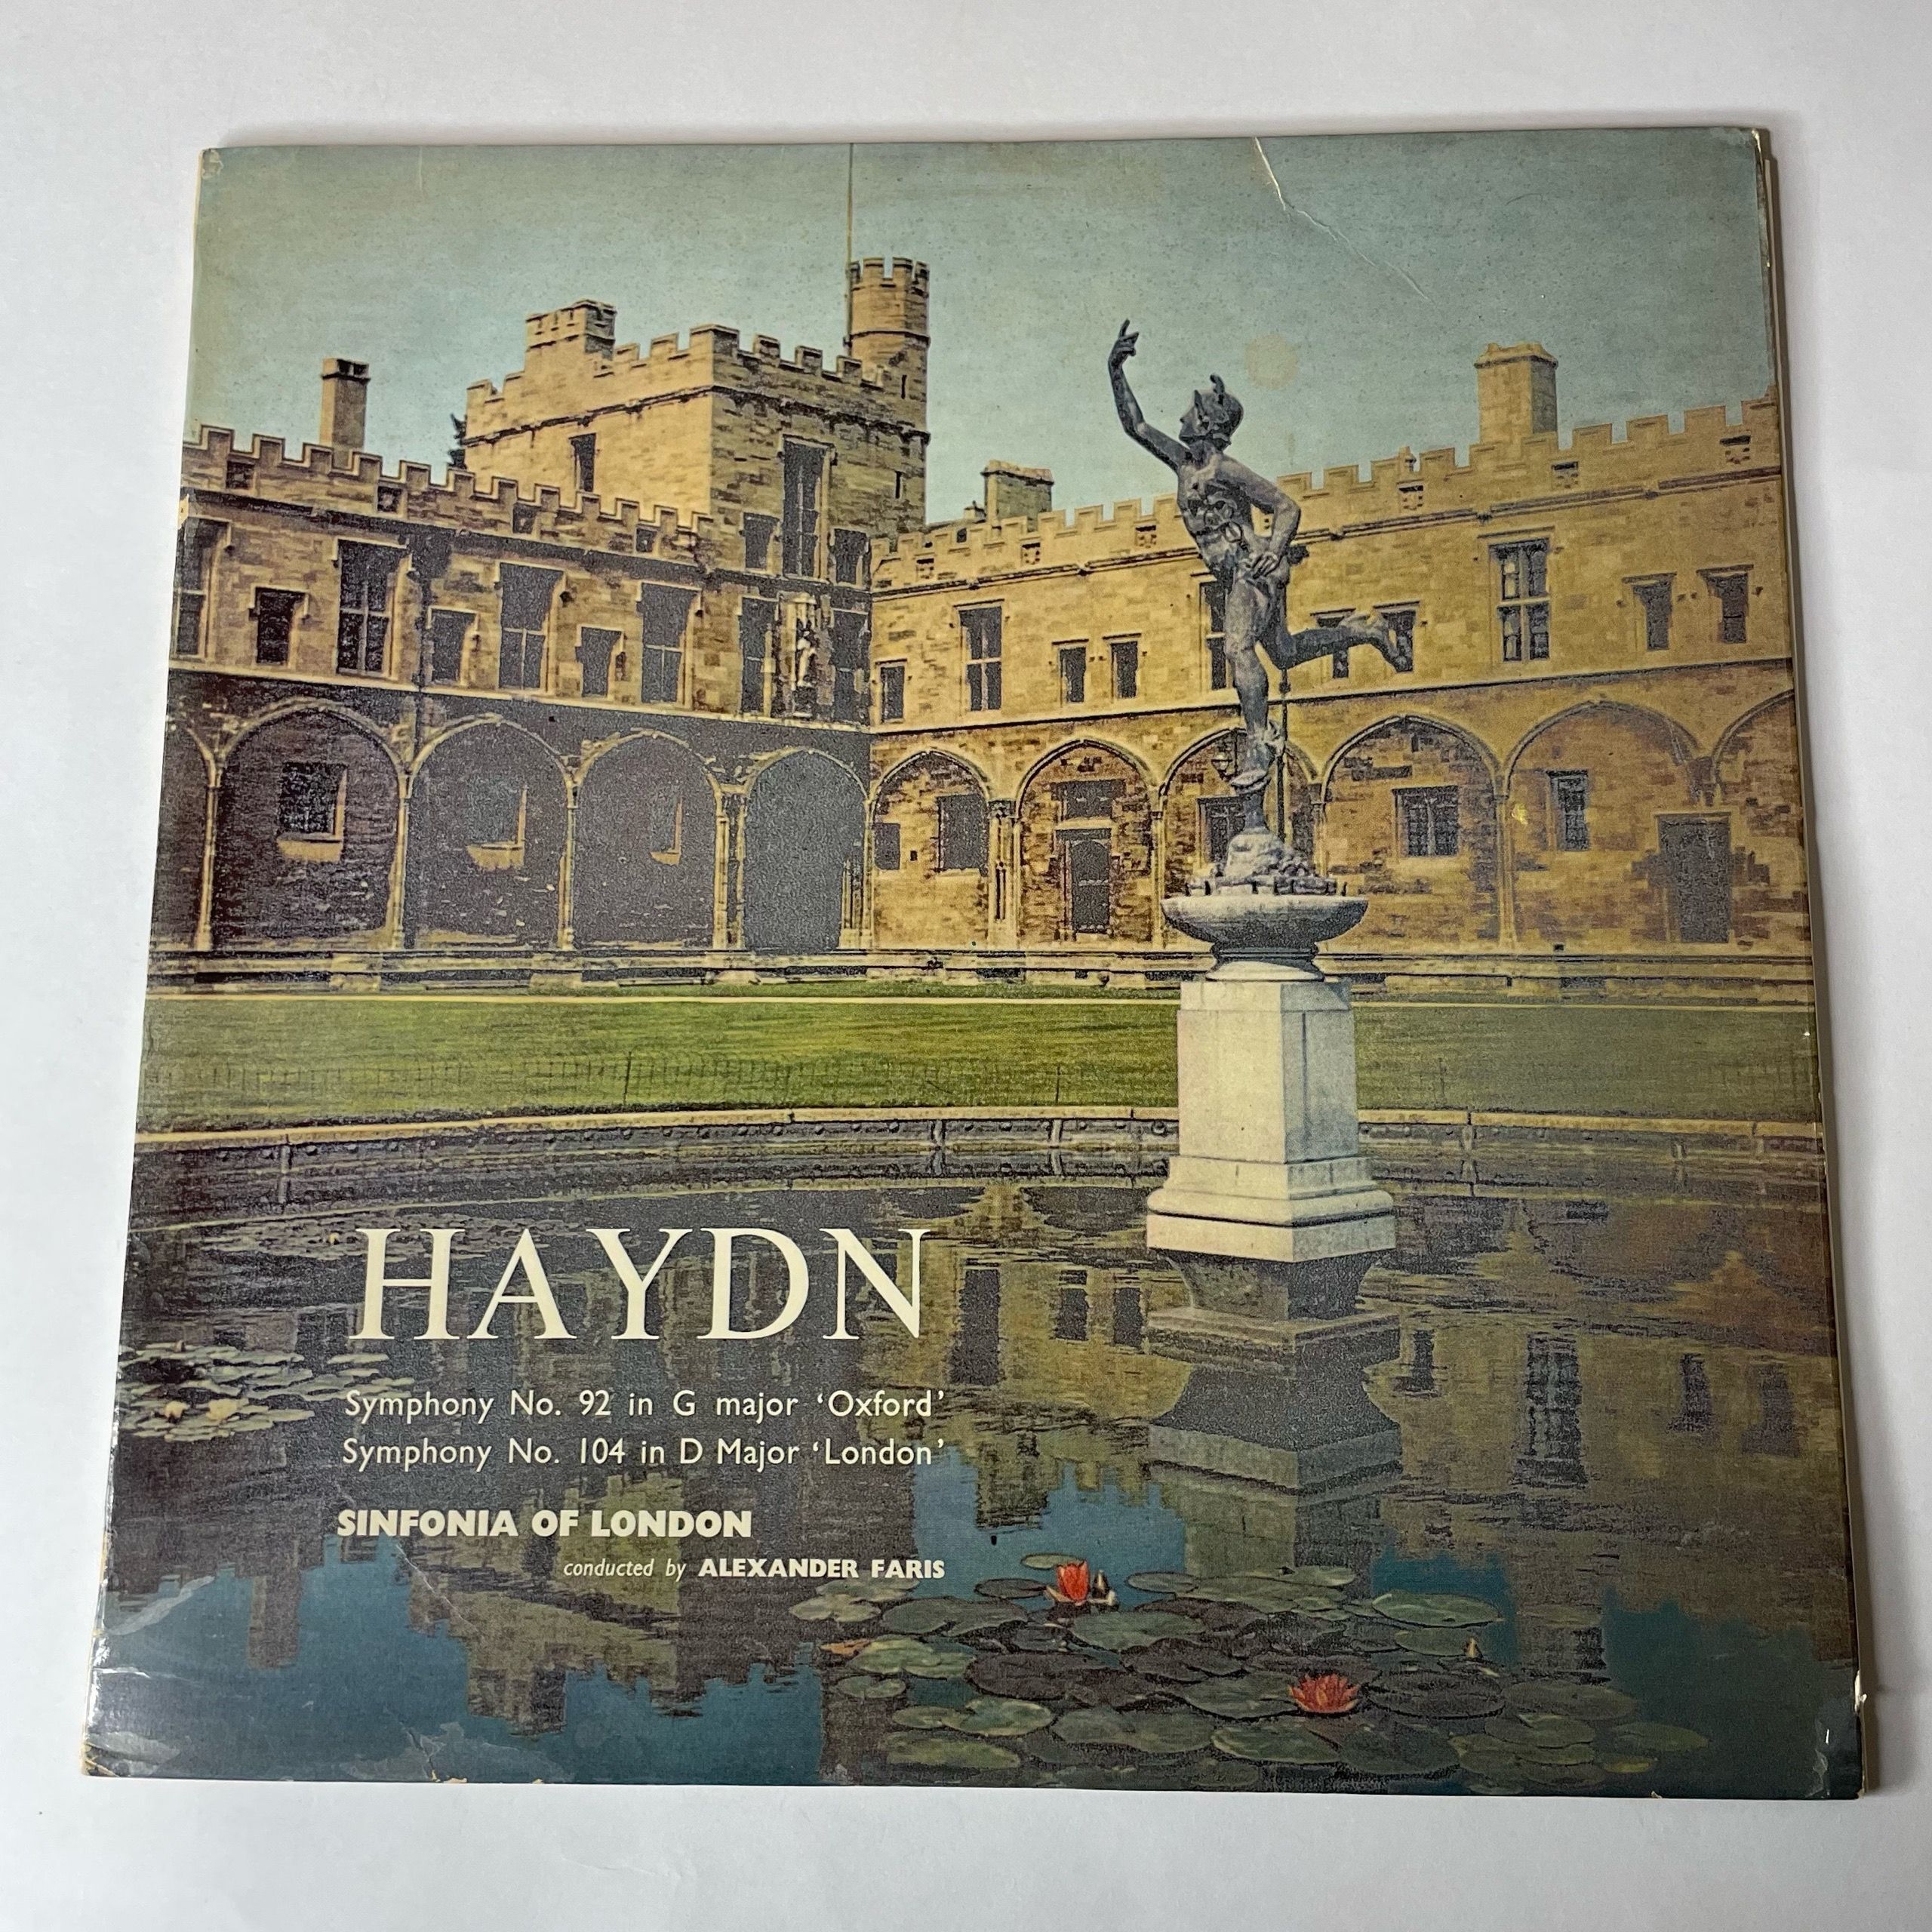 HAYDN
Symphony No. 92 in G major ‘Oxford’
Symphony No. 104 in D Major ‘London’
SINFONIA OF LONDON
conducted by ALEXANDER FARIS